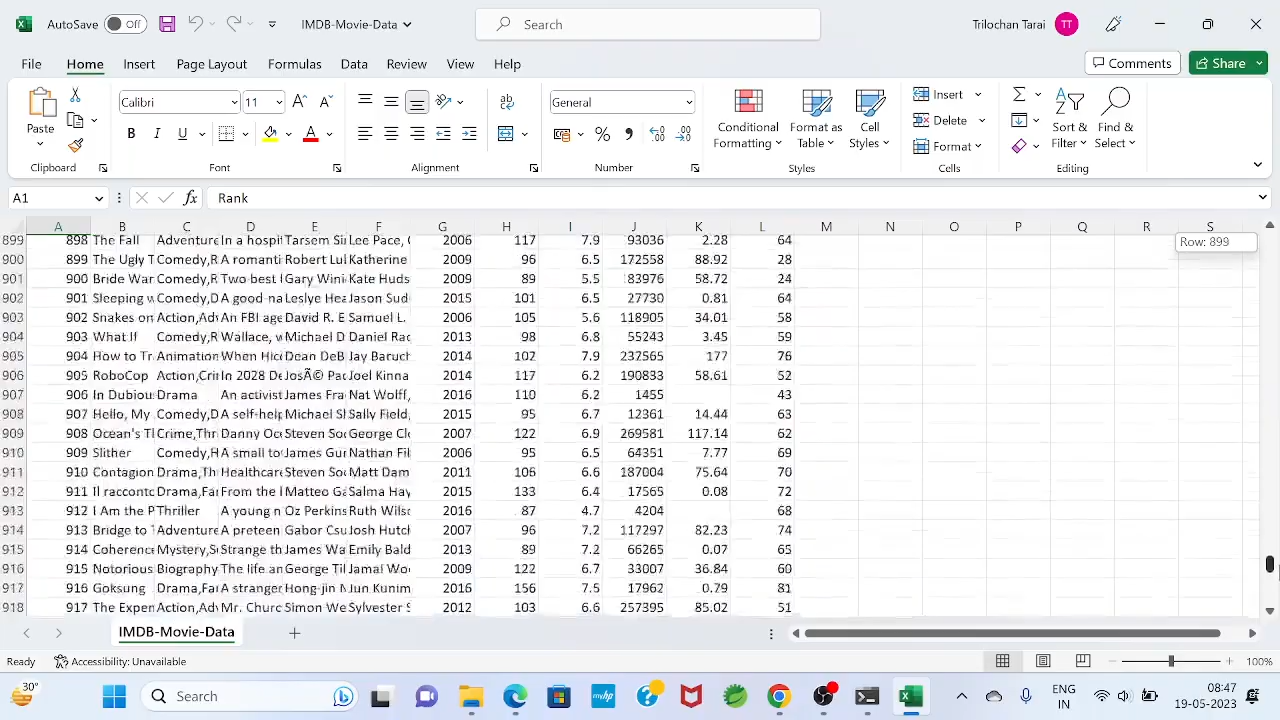 AutoSave Off IMDB-Movie-Data Search Trilochan Tarai TT
File Home Insert Page Layout Formulas Data Review View Help Comments Share
Paste Calibri 11 General Conditional Formatting Format as Table Cell Styles Insert Delete Format Sort & Filter Find & Select
Clipboard Font Alignment Number Styles Cells Editing
A1 fx Rank
A B C D E F G H I J K L M N O P Q R S
899 898 The Fall Adventure In a hospi Tarsem Si Lee Pace, 2006 117 7.9 93036 2.28 64 Row: 899
900 899 The Ugly T Comedy,R A romanti Robert Lu Katherine 2009 96 6.5 172558 88.92 28
901 900 Bride War Comedy,R Two best Gary Wini Kate Huds 2009 89 5.5 83976 58.72 24
902 901 Sleeping w Comedy,D A good-na Leslye Hea Jason Sud 2015 101 6.5 27730 0.81 64
903 902 Snakes on Action,Adv An FBI age David R. E Samuel L. 2006 105 5.6 118905 34.01 58
904 903 What If Comedy,R Wallace, w Michael D Daniel Rad 2013 98 6.8 55243 3.45 59
905 904 How to Tr Animation When Hicc Dean DeB Jay Baruch 2014 102 7.9 237565 177 76
906 905 RoboCop Action,Crin In 2028 De JosÃ© Pa Joel Kinna 2014 117 6.2 190833 58.61 52
907 906 In Dubious Drama An activis James Fra Nat Wolff, 2016 110 6.2 1455 43
908 907 Hello, My Comedy,D A self-help Michael Sh Sally Field, 2015 95 6.7 12361 14.44 63
909 908 Ocean's T Crime,Thr Danny Oce Steven Soc George Clo 2007 122 6.9 269581 117.14 62
910 909 Slither Comedy,H A small to James Gun Nathan Fil 2006 95 6.5 64351 7.77 69
911 910 Contagion Drama,Th Healthcare Steven Soc Matt Dam 2011 106 6.6 187004 75.64 70
912 911 Il racconto Drama,Fan From the Matteo Ga Salma Hay 2015 133 6.4 17565 0.08 72
913 912 I Am the P Thriller A young n Oz Perkins Ruth Wilso 2016 87 4.7 4204 68
914 913 Bridge to T Adventure A preteen Gabor Csu Josh Hutch 2007 96 7.2 117297 82.23 74
915 914 Coherence Mystery,S Strange th James Wa Emily Bald 2013 89 7.2 66265 0.07 65
916 915 Notorious Biography The life an George Til Jamal Woo 2009 122 6.7 33007 36.84 60
917 916 Goksung Drama,Fan A stranger Hong-jin N Jun Kunim 2016 156 7.5 17962 0.79 81
918 917 The Expen Action,Adv Mr. Churc Simon We Sylvester S 2012 103 6.6 257395 85.02 51
IMDB-Movie-Data
Ready Accessibility: Unavailable 100%
30° Search myhp ENG IN 08:47 19-05-2023